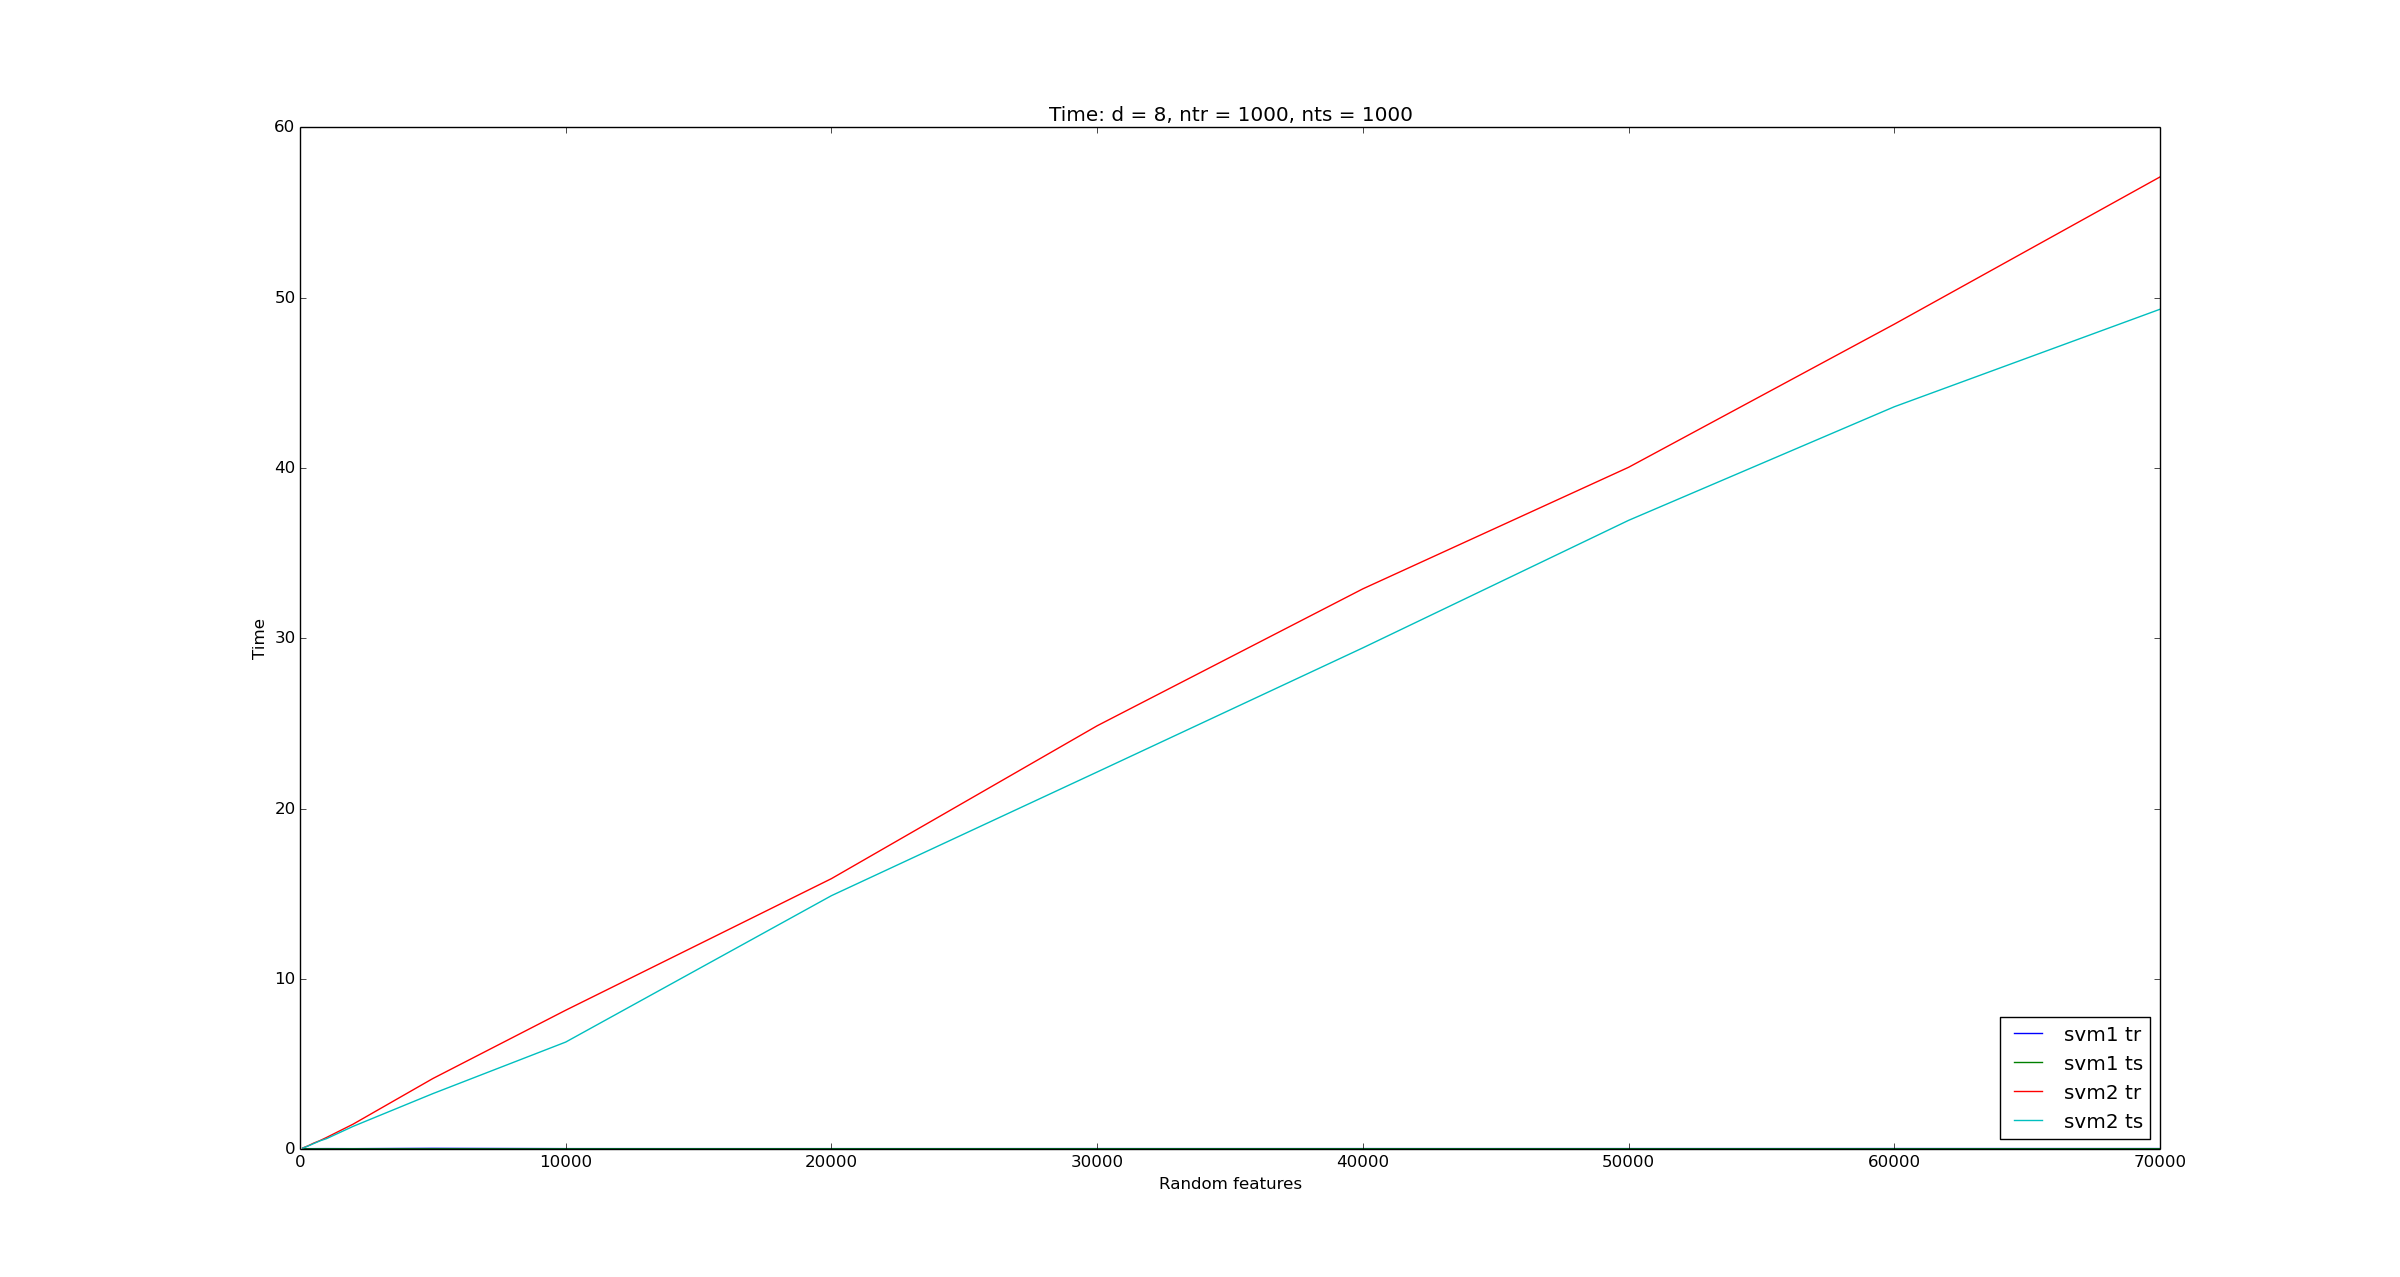 Time: d = 8, ntr = 1000, nts = 1000
60
50
40
30
20
10
0
Time
0 10000 20000 30000 40000 50000 60000 70000
Random features
svm1 tr
svm1 ts
svm2 tr
svm2 ts